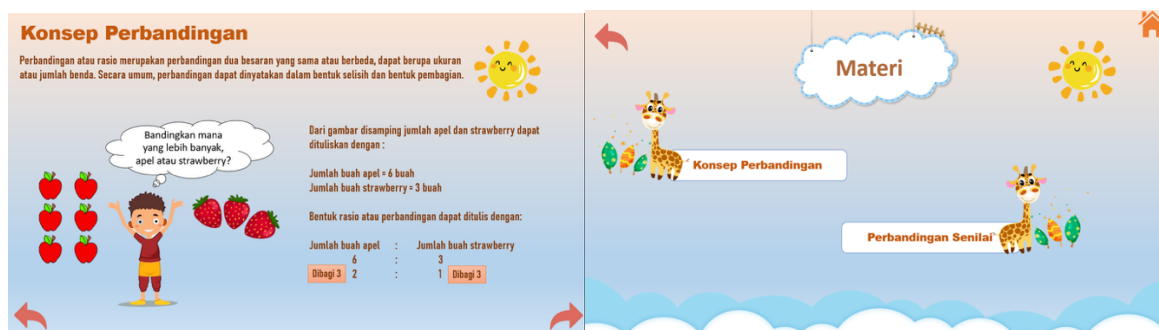 Konsep Perbandingan
Perbandingan atau rasio merupakan perbandingan dua besaran yang sama atau berbeda, dapat berupa ukuran
atau jumlah benda. Secara umum, perbandingan dapat dinyatakan dalam bentuk selisih dan bentuk pembagian.
Bandingkan mana
yang lebih banyak,
apel atau strawberry?
Dari gambar disamping jumlah apel dan strawberry dapat
dituliskan dengan :
Jumlah buah apel = 6 buah
Jumlah buah strawberry = 3 buah
Bentuk rasio atau perbandingan dapat ditulis dengan:
Jumlah buah apel : Jumlah buah strawberry
6 : 3
Dibagi 3 2 : 1 Dibagi 3
Materi
Konsep Perbandingan
Perbandingan Senilai